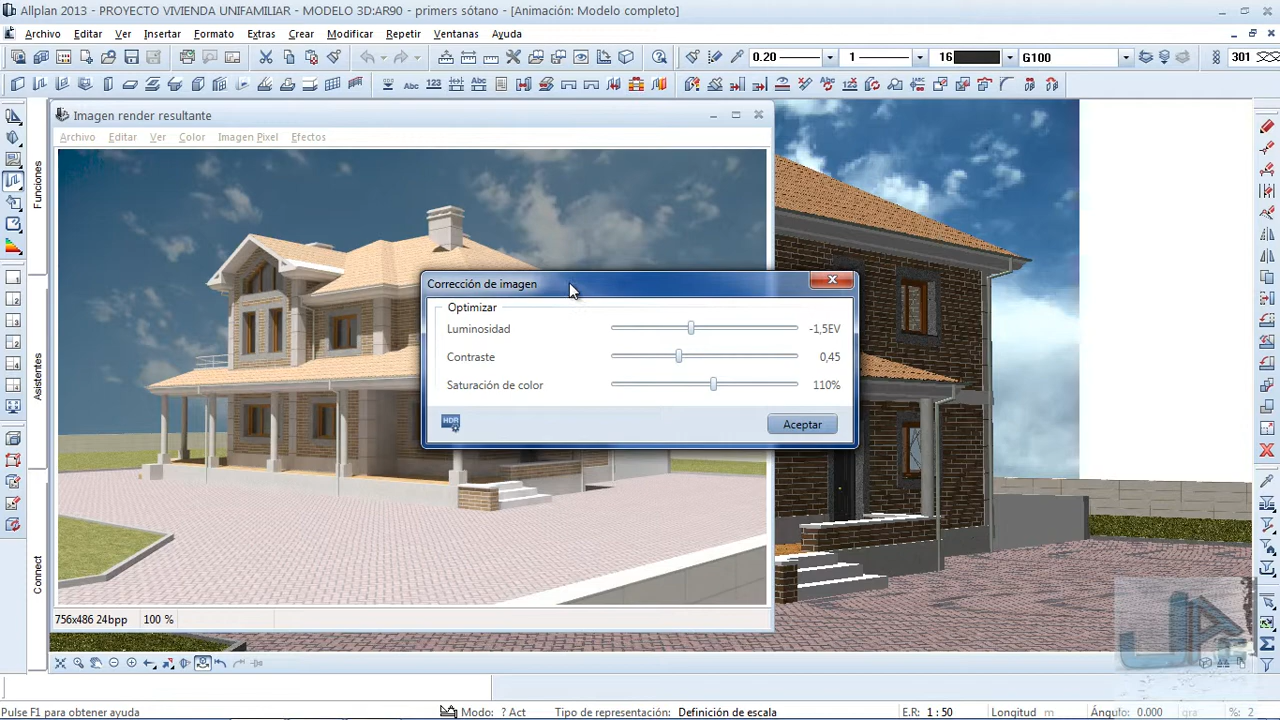 Allplan 2013 - PROYECTO VIVIENDA UNIFAMILIAR - MODELO 3D:AR90 - primers sótano - [Animación: Modelo completo]
Archivo Editar Ver Insertar Formato Extras Crear Modificar Repetir Ventanas Ayuda
0.20 1 16 G100 301
Abc 123 Abc
Funciones
Asistentes
Connect
Imagen render resultante
Archivo Editar Ver Color Imagen Pixel Efectos
Corrección de imagen
Optimizar
Luminosidad -1,5EV
Contraste 0,45
Saturación de color 110%
HDR
Aceptar
756x486 24bpp 100 %
Pulse F1 para obtener ayuda Modo: ? Act Tipo de representación: Definición de escala E.R: 1 : 50 Longitud m Ángulo: 0.000 gra %: 2